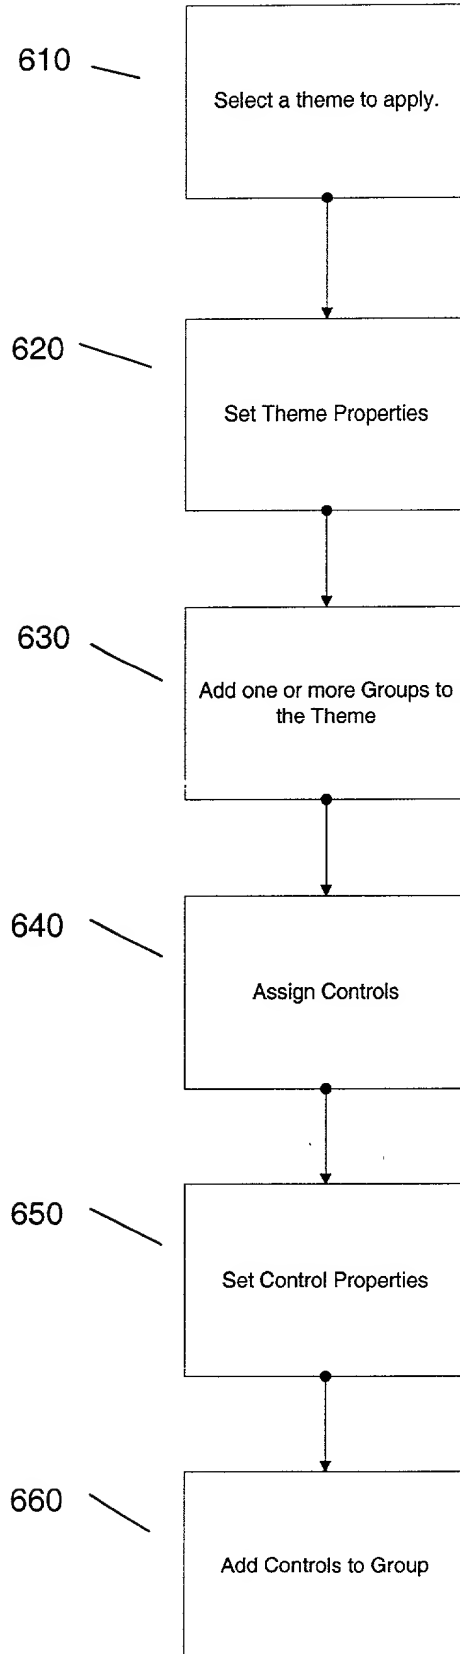 610
Select a theme to apply.
620
Set Theme Properties
630
Add one or more Groups to
the Theme
640
Assign Controls
650
Set Control Properties
660
Add Controls to Group